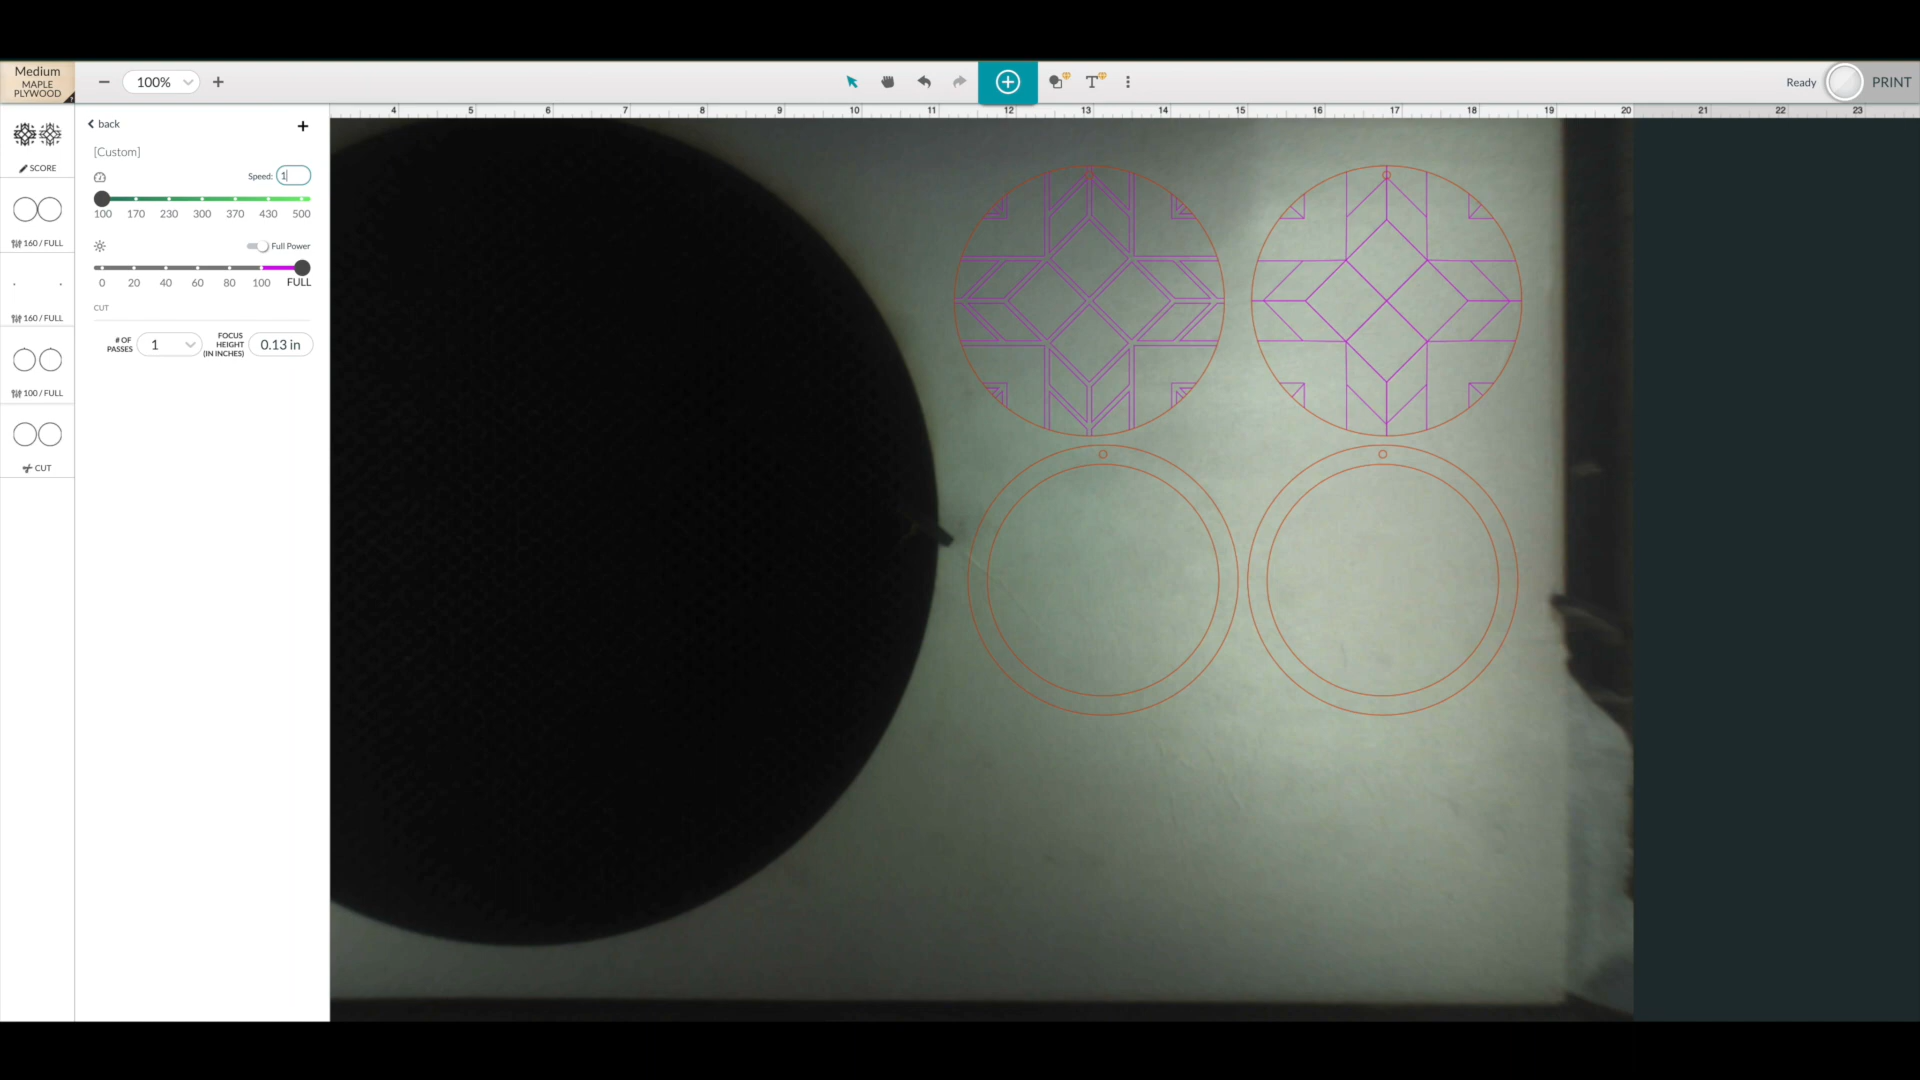 Medium
MAPLE
PLYWOOD
100%
T
Ready
PRINT
4 5 6 7 8 9 10 11 12 13 14 15 16 17 18 19 20 21 22 23
back
[Custom]
Speed: 1
100 170 230 300 370 430 500
Full Power
0 20 40 60 80 100 FULL
CUT
# OF
PASSES
1
FOCUS
HEIGHT
(IN INCHES)
0.13 in
SCORE
160 / FULL
160 / FULL
100 / FULL
CUT